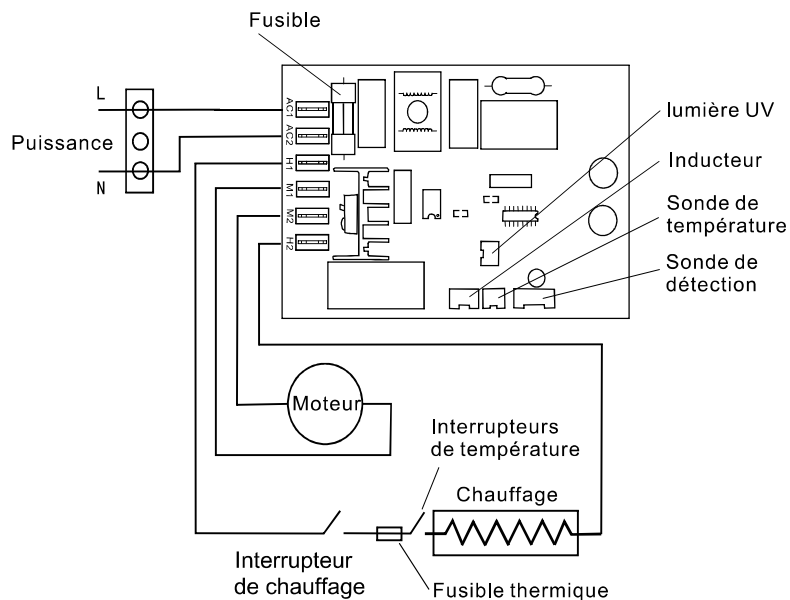 Fusible
L
Puissance
N
AC1
AC2
H1
M1
M2
H2
lumière UV
Inducteur
Sonde de
température
Sonde de
détection
Moteur
Interrupteurs
de température
Chauffage
Interrupteur
de chauffage
Fusible thermique